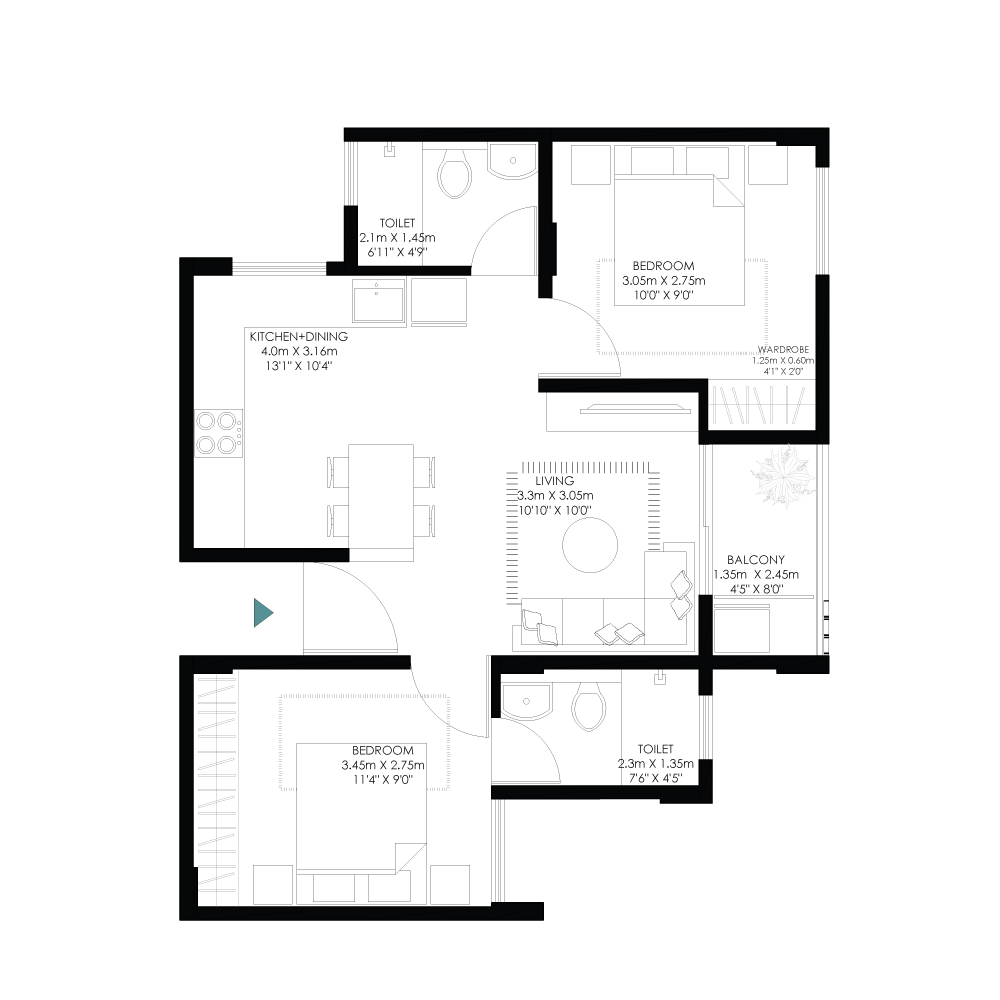 TOILET
2.1m X 1.45m
6'11" X 4'9"
BEDROOM
3.05m X 2.75m
10'0" X 9'0"
KITCHEN+DINING
4.0m X 3.16m
13'1" X 10'4"
WARDROBE
1.25m X 0.60m
4'1" X 2'0"
LIVING
3.3m X 3.05m
10'10" X 10'0"
BALCONY
1.35m X 2.45m
4'5" X 8'0"
BEDROOM
3.45m X 2.75m
11'4" X 9'0"
TOILET
2.3m X 1.35m
7'6" X 4'5"